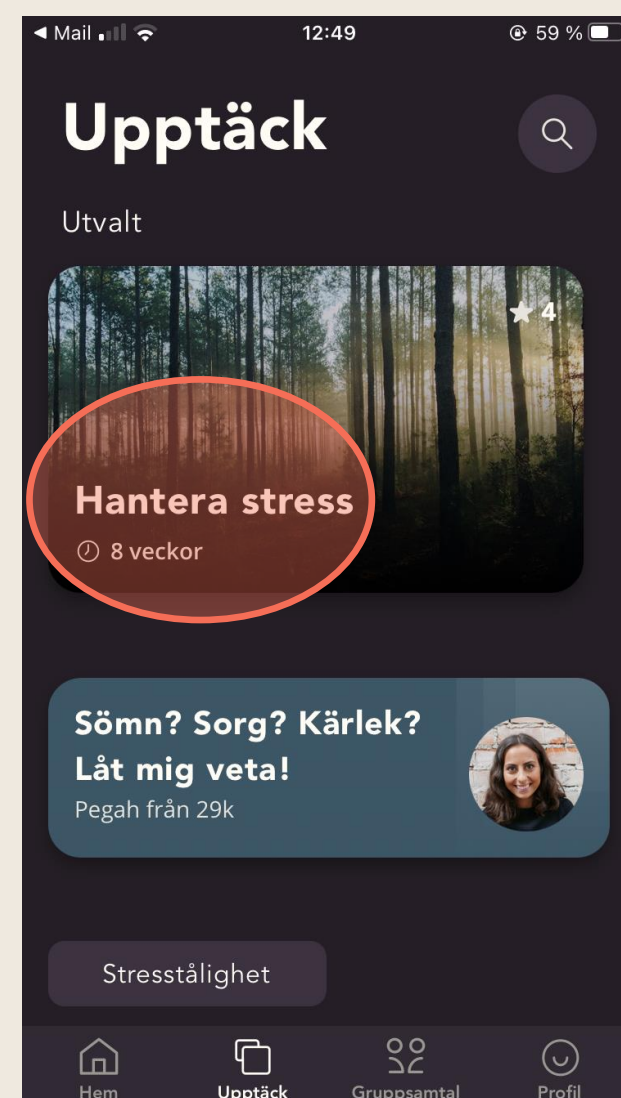 Mail 12:49 59 %
Upptäck
Utvalt
4
Hantera stress
8 veckor
Sömn? Sorg? Kärlek?
Låt mig veta!
Pegah från 29k
Stresstålighet
Hem Upptäck Gruppsamtal Profil